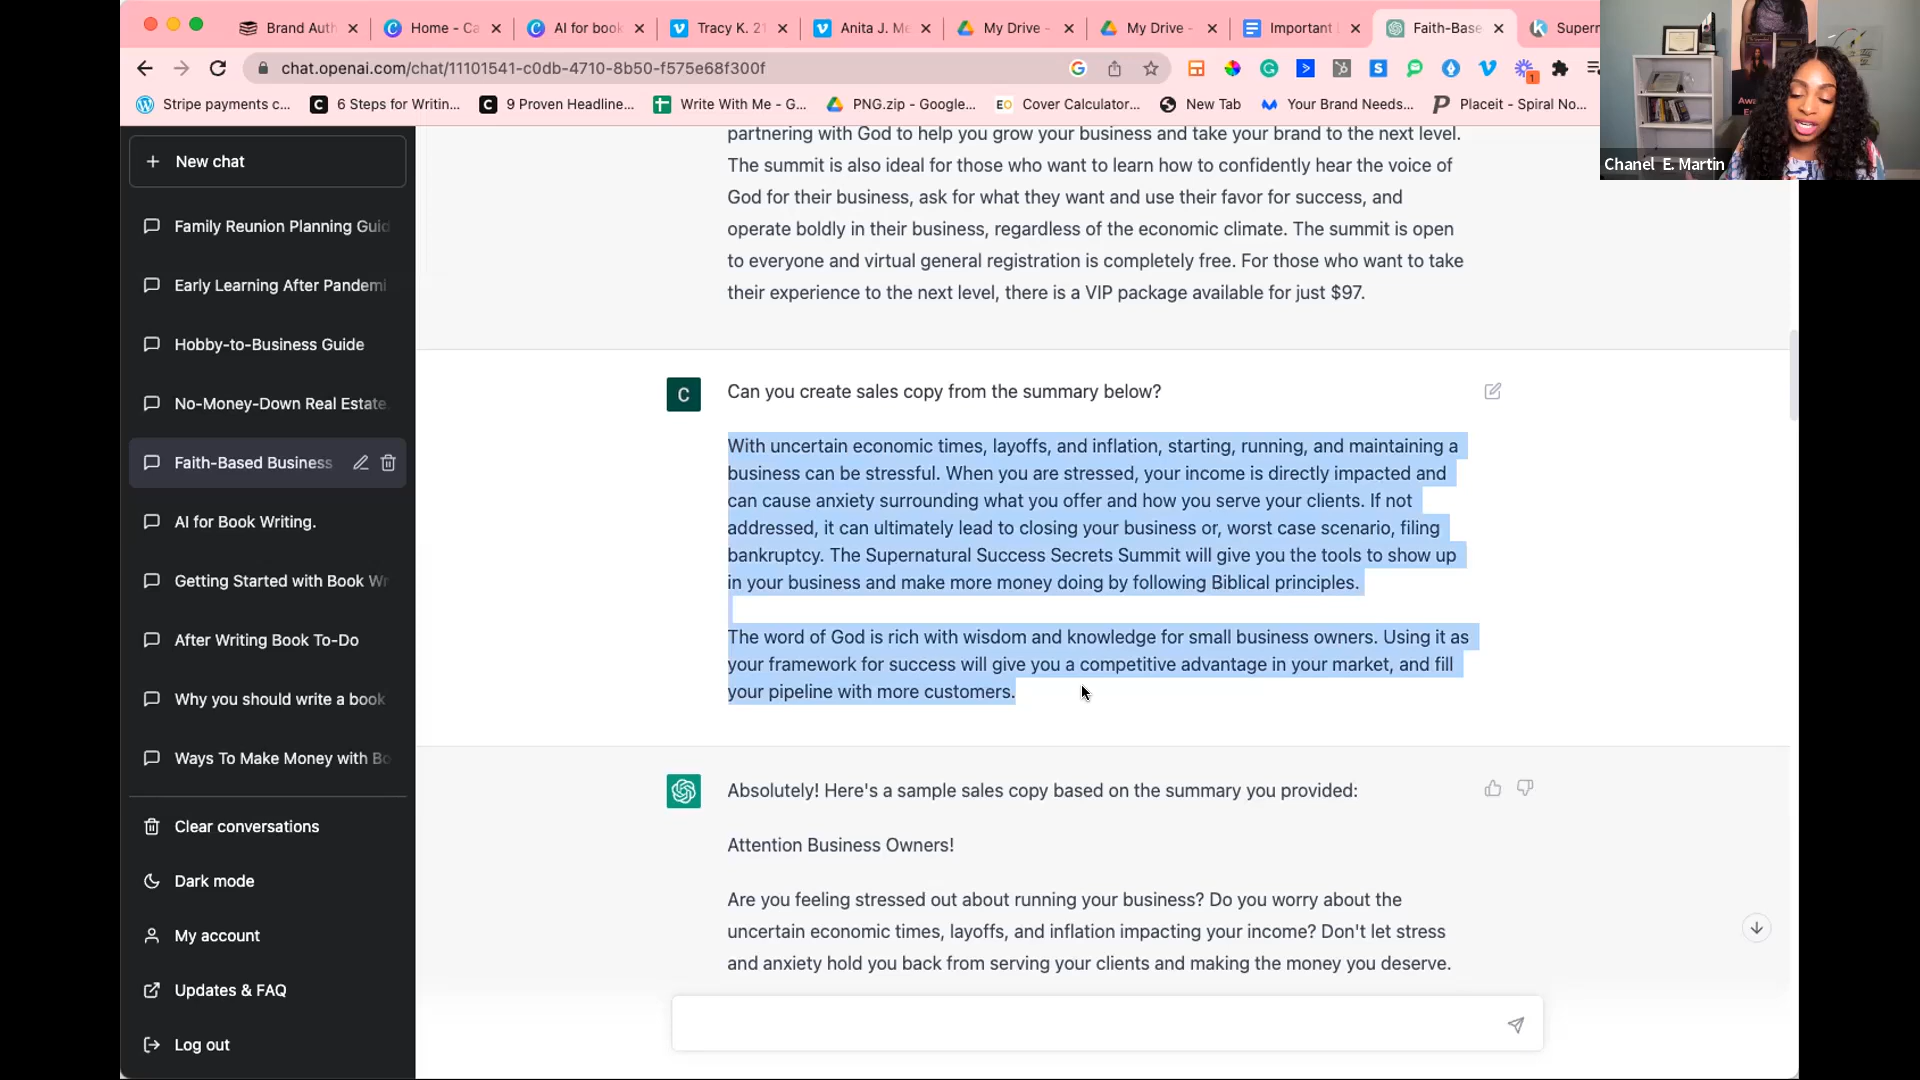 Brand Auth
Home - Ca
AI for book
Tracy K. 21
Anita J. Me
My Drive -
My Drive -
Important
Faith-Base
Supern
chat.openai.com/chat/11101541-c0db-4710-8b50-f575e68f300f
1
Stripe payments c...
6 Steps for Writin...
9 Proven Headline...
Write With Me - G...
PNG.zip - Google...
EO Cover Calculator...
New Tab
Your Brand Needs...
Placeit - Spiral No...
Chanel E. Martin
New chat
Family Reunion Planning Guid
Early Learning After Pandemi
Hobby-to-Business Guide
No-Money-Down Real Estate
Faith-Based Business
AI for Book Writing.
Getting Started with Book Wr
After Writing Book To-Do
Why you should write a book
Ways To Make Money with Bo
Clear conversations
Dark mode
My account
Updates & FAQ
Log out
partnering with God to help you grow your business and take your brand to the next level.
The summit is also ideal for those who want to learn how to confidently hear the voice of
God for their business, ask for what they want and use their favor for success, and
operate boldly in their business, regardless of the economic climate. The summit is open
to everyone and virtual general registration is completely free. For those who want to take
their experience to the next level, there is a VIP package available for just $97.
C
Can you create sales copy from the summary below?
With uncertain economic times, layoffs, and inflation, starting, running, and maintaining a
business can be stressful. When you are stressed, your income is directly impacted and
can cause anxiety surrounding what you offer and how you serve your clients. If not
addressed, it can ultimately lead to closing your business or, worst case scenario, filing
bankruptcy. The Supernatural Success Secrets Summit will give you the tools to show up
in your business and make more money doing by following Biblical principles.
The word of God is rich with wisdom and knowledge for small business owners. Using it as
your framework for success will give you a competitive advantage in your market, and fill
your pipeline with more customers.
Absolutely! Here's a sample sales copy based on the summary you provided:
Attention Business Owners!
Are you feeling stressed out about running your business? Do you worry about the
uncertain economic times, layoffs, and inflation impacting your income? Don't let stress
and anxiety hold you back from serving your clients and making the money you deserve.